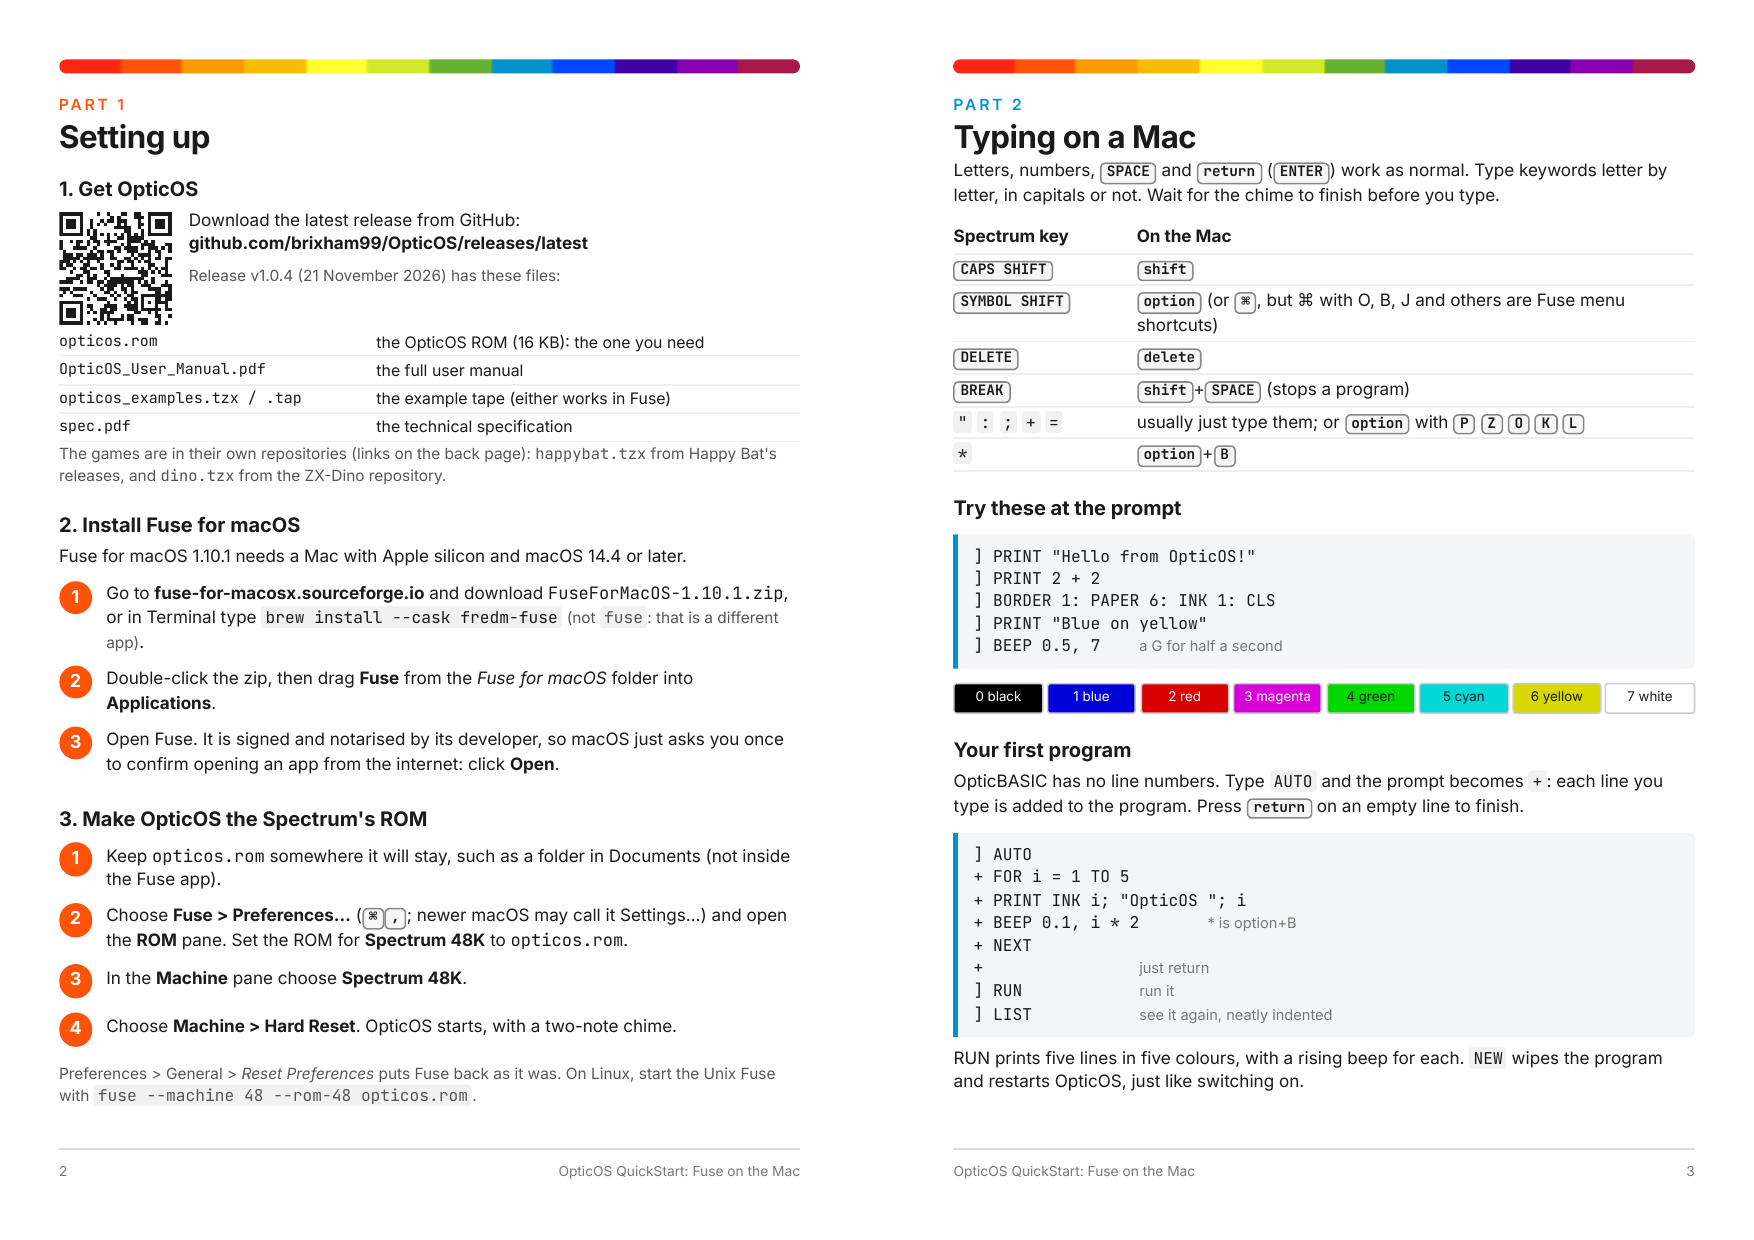 PART 1
Setting up
1. Get OpticOS
Download the latest release from GitHub:
github.com/brixham99/OpticOS/releases/latest
Release v1.0.4 (21 November 2026) has these files:
opticos.rom the OpticOS ROM (16 KB): the one you need
OpticOS_User_Manual.pdf the full user manual
opticos_examples.tzx / .tap the example tape (either works in Fuse)
spec.pdf the technical specification
The games are in their own repositories (links on the back page): happybat.tzx from Happy Bat's
releases, and dino.tzx from the ZX-Dino repository.
2. Install Fuse for macOS
Fuse for macOS 1.10.1 needs a Mac with Apple silicon and macOS 14.4 or later.
1 Go to fuse-for-macosx.sourceforge.io and download FuseForMacOS-1.10.1.zip,
or in Terminal type brew install --cask fredm-fuse (not fuse: that is a different
app).
2 Double-click the zip, then drag Fuse from the Fuse for macOS folder into
Applications.
3 Open Fuse. It is signed and notarised by its developer, so macOS just asks you once
to confirm opening an app from the internet: click Open.
3. Make OpticOS the Spectrum's ROM
1 Keep opticos.rom somewhere it will stay, such as a folder in Documents (not inside
the Fuse app).
2 Choose Fuse > Preferences… (⌘ ,; newer macOS may call it Settings…) and open
the ROM pane. Set the ROM for Spectrum 48K to opticos.rom.
3 In the Machine pane choose Spectrum 48K.
4 Choose Machine > Hard Reset. OpticOS starts, with a two-note chime.
Preferences > General > Reset Preferences puts Fuse back as it was. On Linux, start the Unix Fuse
with fuse --machine 48 --rom-48 opticos.rom.
2 OpticOS QuickStart: Fuse on the Mac
PART 2
Typing on a Mac
Letters, numbers, SPACE and return (ENTER) work as normal. Type keywords letter by
letter, in capitals or not. Wait for the chime to finish before you type.
Spectrum key On the Mac
CAPS SHIFT shift
SYMBOL SHIFT option (or ⌘, but ⌘ with O, B, J and others are Fuse menu
shortcuts)
DELETE delete
BREAK shift+SPACE (stops a program)
" : ; + = usually just type them; or option with P Z O K L
* option+B
Try these at the prompt
] PRINT "Hello from OpticOS!"
] PRINT 2 + 2
] BORDER 1: PAPER 6: INK 1: CLS
] PRINT "Blue on yellow"
] BEEP 0.5, 7 a G for half a second
0 black 1 blue 2 red 3 magenta 4 green 5 cyan 6 yellow 7 white
Your first program
OpticBASIC has no line numbers. Type AUTO and the prompt becomes +: each line you
type is added to the program. Press return on an empty line to finish.
] AUTO
+ FOR i = 1 TO 5
+ PRINT INK i; "OpticOS "; i
+ BEEP 0.1, i * 2 * is option+B
+ NEXT
+ just return
] RUN run it
] LIST see it again, neatly indented
RUN prints five lines in five colours, with a rising beep for each. NEW wipes the program
and restarts OpticOS, just like switching on.
OpticOS QuickStart: Fuse on the Mac 3